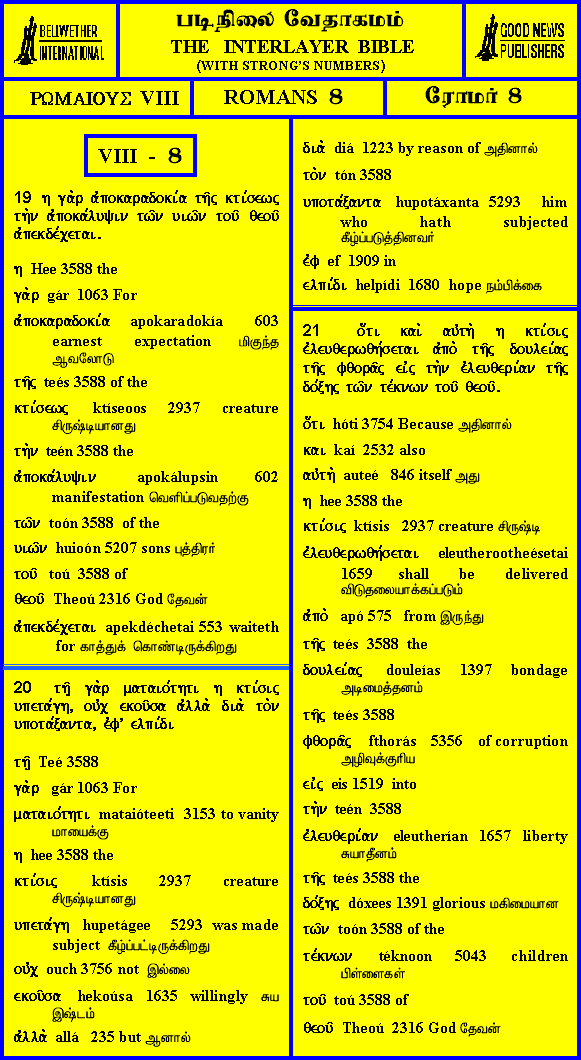 BELLWETHER
INTERNATIONAL
படிநிலை வேதாகமம்
THE INTERLAYER BIBLE
(WITH STRONG'S NUMBERS)
GOOD NEWS
PUBLISHERS
ΡΩΜΑΙΟΥΣ VIII
ROMANS 8
ரோமர் 8
VIII - 8
19 η γὰρ ἀποκαραδοκία τῆς κτίσεως
τὴν ἀποκάλυψιν τῶν υιῶν τοῦ θεοῦ
ἀπεκδέχεται.
η Hee 3588 the
γὰρ gár 1063 For
ἀποκαραδοκία apokaradokía 603
earnest expectation மிகுந்த
ஆவலோடு
τῆς teés 3588 of the
κτίσεως ktíseoos 2937 creature
சிருஷ்டியானது
τὴν teén 3588 the
ἀποκάλυψιν apokálupsin 602
manifestation வெளிப்படுவதற்கு
τῶν toón 3588 of the
υιῶν huioón 5207 sons புத்திரர்
τοῦ toú 3588 of
θεοῦ Theoú 2316 God தேவன்
ἀπεκδέχεται apekdéchetai 553 waiteth
for காத்துக் கொண்டிருக்கிறது
20 τῇ γὰρ ματαιότητι η κτίσις
υπετάγη, οὐχ εκοῦσα ἀλλὰ διὰ τὸν
υποτάξαντα, ἐφ' ελπίδι
τῇ Teé 3588
γὰρ gár 1063 For
ματαιότητι mataióteeti 3153 to vanity
மாயைக்கு
η hee 3588 the
κτίσις ktísis 2937 creature
சிருஷ்டியானது
υπετάγη hupetágee 5293 was made
subject கீழ்ப்பட்டிருக்கிறது
οὐχ ouch 3756 not இல்லை
εκοῦσα hekoúsa 1635 willingly சுய
இஷ்டம்
ἀλλὰ allá 235 but ஆனால்
διὰ diá 1223 by reason of அதினால்
τὸν tón 3588
υποτάξαντα hupotáxanta 5293 him
who hath subjected
கீழ்ப்படுத்தினவர்
ἐφ ef 1909 in
ελπίδι helpídi 1680 hope நம்பிக்கை
21 ὅτι καὶ αὐτὴ η κτίσις
ἐλευθερωθήσεται ἀπὸ τῆς δουλείας
τῆς φθορᾶς εἰς τὴν ἐλευθερίαν τῆς
δόξης τῶν τέκνων τοῦ θεοῦ.
ὅτι hóti 3754 Because அதினால்
και kaí 2532 also
αυτὴ auteé 846 itself அது
η hee 3588 the
κτίσις ktísis 2937 creature சிருஷ்டி
ἐλευθερωθήσεται eleutherootheésetai
1659 shall be delivered
விடுதலையாக்கப்படும்
ἀπὸ apó 575 from இருந்து
τῆς teés 3588 the
δουλείας douleías 1397 bondage
அடிமைத்தனம்
τῆς teés 3588
φθορᾶς fthorás 5356 of corruption
அழிவுக்குரிய
εἰς eis 1519 into
τὴν teén 3588
ἐλευθερίαν eleutherían 1657 liberty
சுயாதீனம்
τῆς teés 3588 the
δόξης dóxees 1391 glorious மகிமையான
τῶν toón 3588 of the
τέκνων téknoon 5043 children
பிள்ளைகள்
τοῦ toú 3588 of
θεοῦ Theoú 2316 God தேவன்